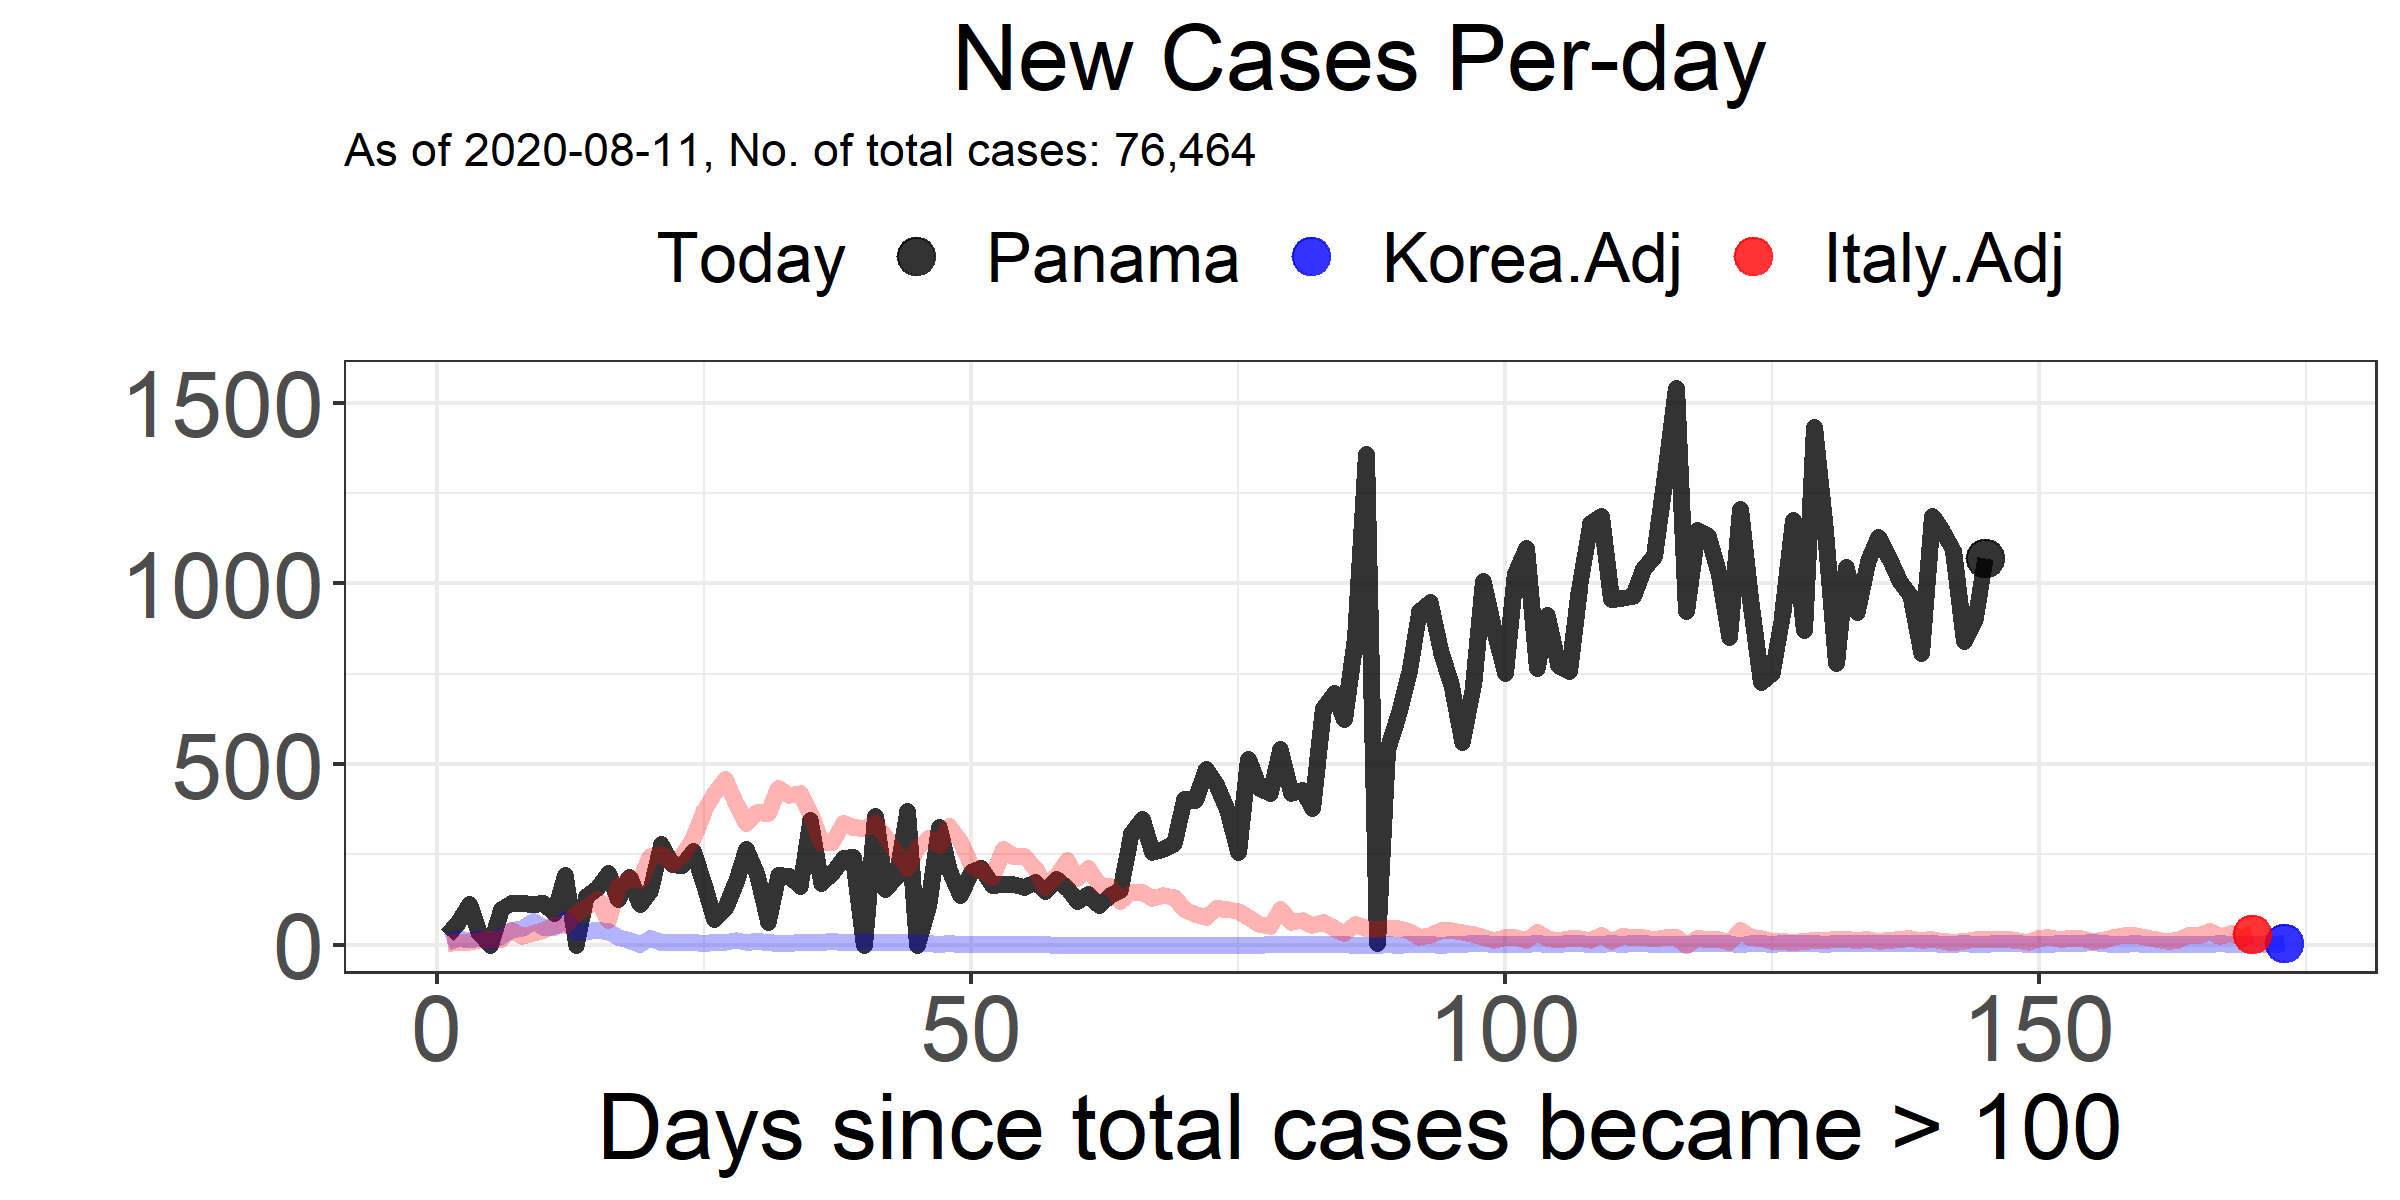 New Cases Per-day
As of 2020-08-11, No. of total cases: 76,464
Today Panama Korea.Adj Italy.Adj
1500
1000
500
0
0 50 100 150
Days since total cases became > 100